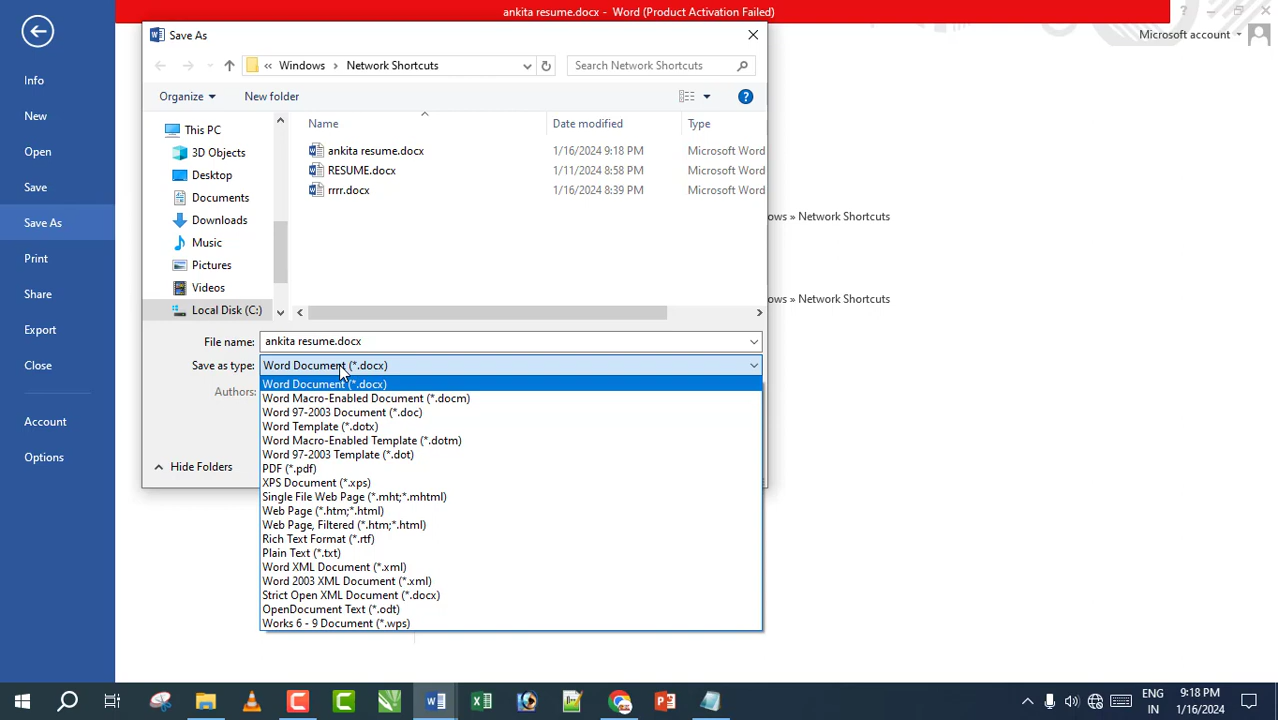 ankita resume.docx - Word (Product Activation Failed)
Microsoft account
Info
New
Open
Save
Save As
Print
Share
Export
Close
Account
Options
Save As
« Windows › Network Shortcuts
Search Network Shortcuts
Organize
New folder
This PC
3D Objects
Desktop
Documents
Downloads
Music
Pictures
Videos
Local Disk (C:)
Name Date modified Type
ankita resume.docx 1/16/2024 9:18 PM Microsoft Word
RESUME.docx 1/11/2024 8:58 PM Microsoft Word
rrrr.docx 1/16/2024 8:39 PM Microsoft Word
ows » Network Shortcuts
ows » Network Shortcuts
File name: ankita resume.docx
Save as type: Word Document (*.docx)
Authors:
Hide Folders
Word Document (*.docx)
Word Macro-Enabled Document (*.docm)
Word 97-2003 Document (*.doc)
Word Template (*.dotx)
Word Macro-Enabled Template (*.dotm)
Word 97-2003 Template (*.dot)
PDF (*.pdf)
XPS Document (*.xps)
Single File Web Page (*.mht;*.mhtml)
Web Page (*.htm;*.html)
Web Page, Filtered (*.htm;*.html)
Rich Text Format (*.rtf)
Plain Text (*.txt)
Word XML Document (*.xml)
Word 2003 XML Document (*.xml)
Strict Open XML Document (*.docx)
OpenDocument Text (*.odt)
Works 6 - 9 Document (*.wps)
ENG
IN
9:18 PM
1/16/2024